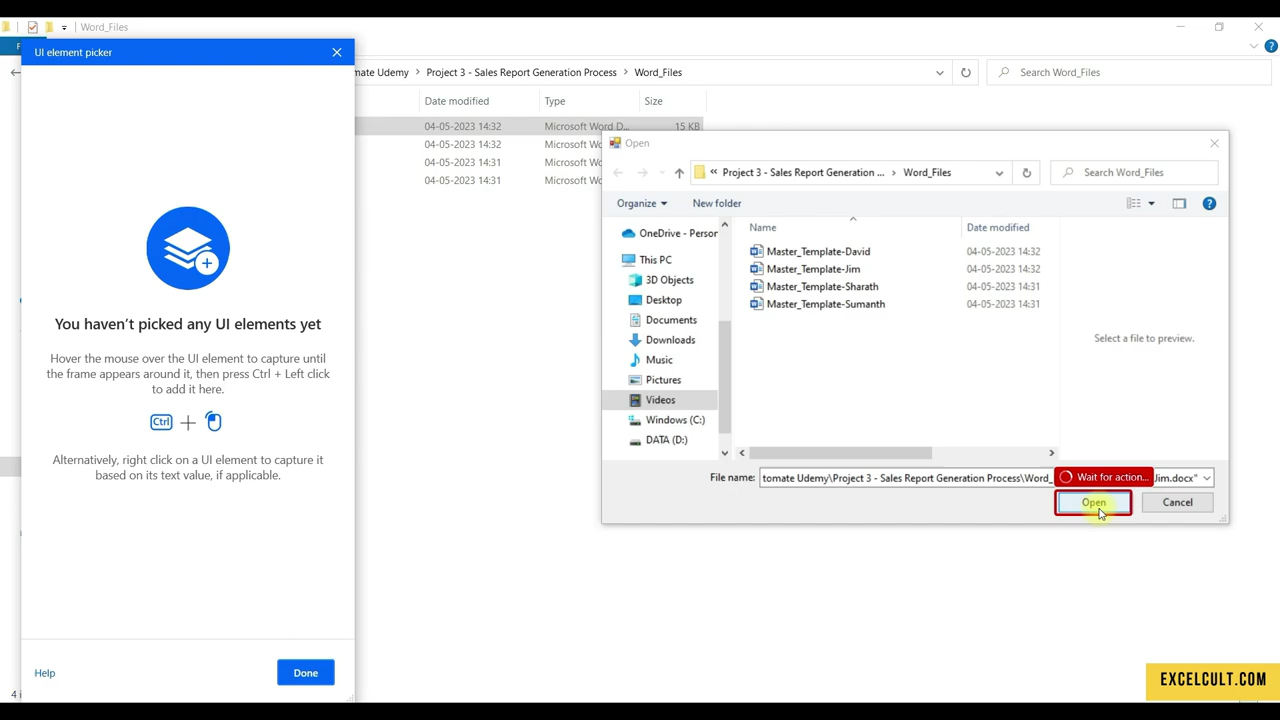 Word_Files
UI element picker
mate Udemy > Project 3 - Sales Report Generation Process > Word_Files
Search Word_Files
Date modified Type Size
04-05-2023 14:32 Microsoft Word D... 15 KB
04-05-2023 14:32 Microsoft Wo
04-05-2023 14:31 Microsoft Wo
04-05-2023 14:31 Microsoft Wo
You haven't picked any UI elements yet
Hover the mouse over the UI element to capture until
the frame appears around it, then press Ctrl + Left click
to add it here.
Ctrl +
Alternatively, right click on a UI element to capture it
based on its text value, if applicable.
Help
Done
Open
« Project 3 - Sales Report Generation ... > Word_Files
Search Word_Files
Organize
New folder
Name Date modified
OneDrive - Persor
This PC
3D Objects
Desktop
Documents
Downloads
Music
Pictures
Videos
Windows (C:)
DATA (D:)
Master_Template-David 04-05-2023 14:32
Master_Template-Jim 04-05-2023 14:32
Master_Template-Sharath 04-05-2023 14:31
Master_Template-Sumanth 04-05-2023 14:31
Select a file to preview.
File name: tomate Udemy\Project 3 - Sales Report Generation Process\Word_ Jim.docx"
Wait for action...
Open
Cancel
EXCELCULT.COM